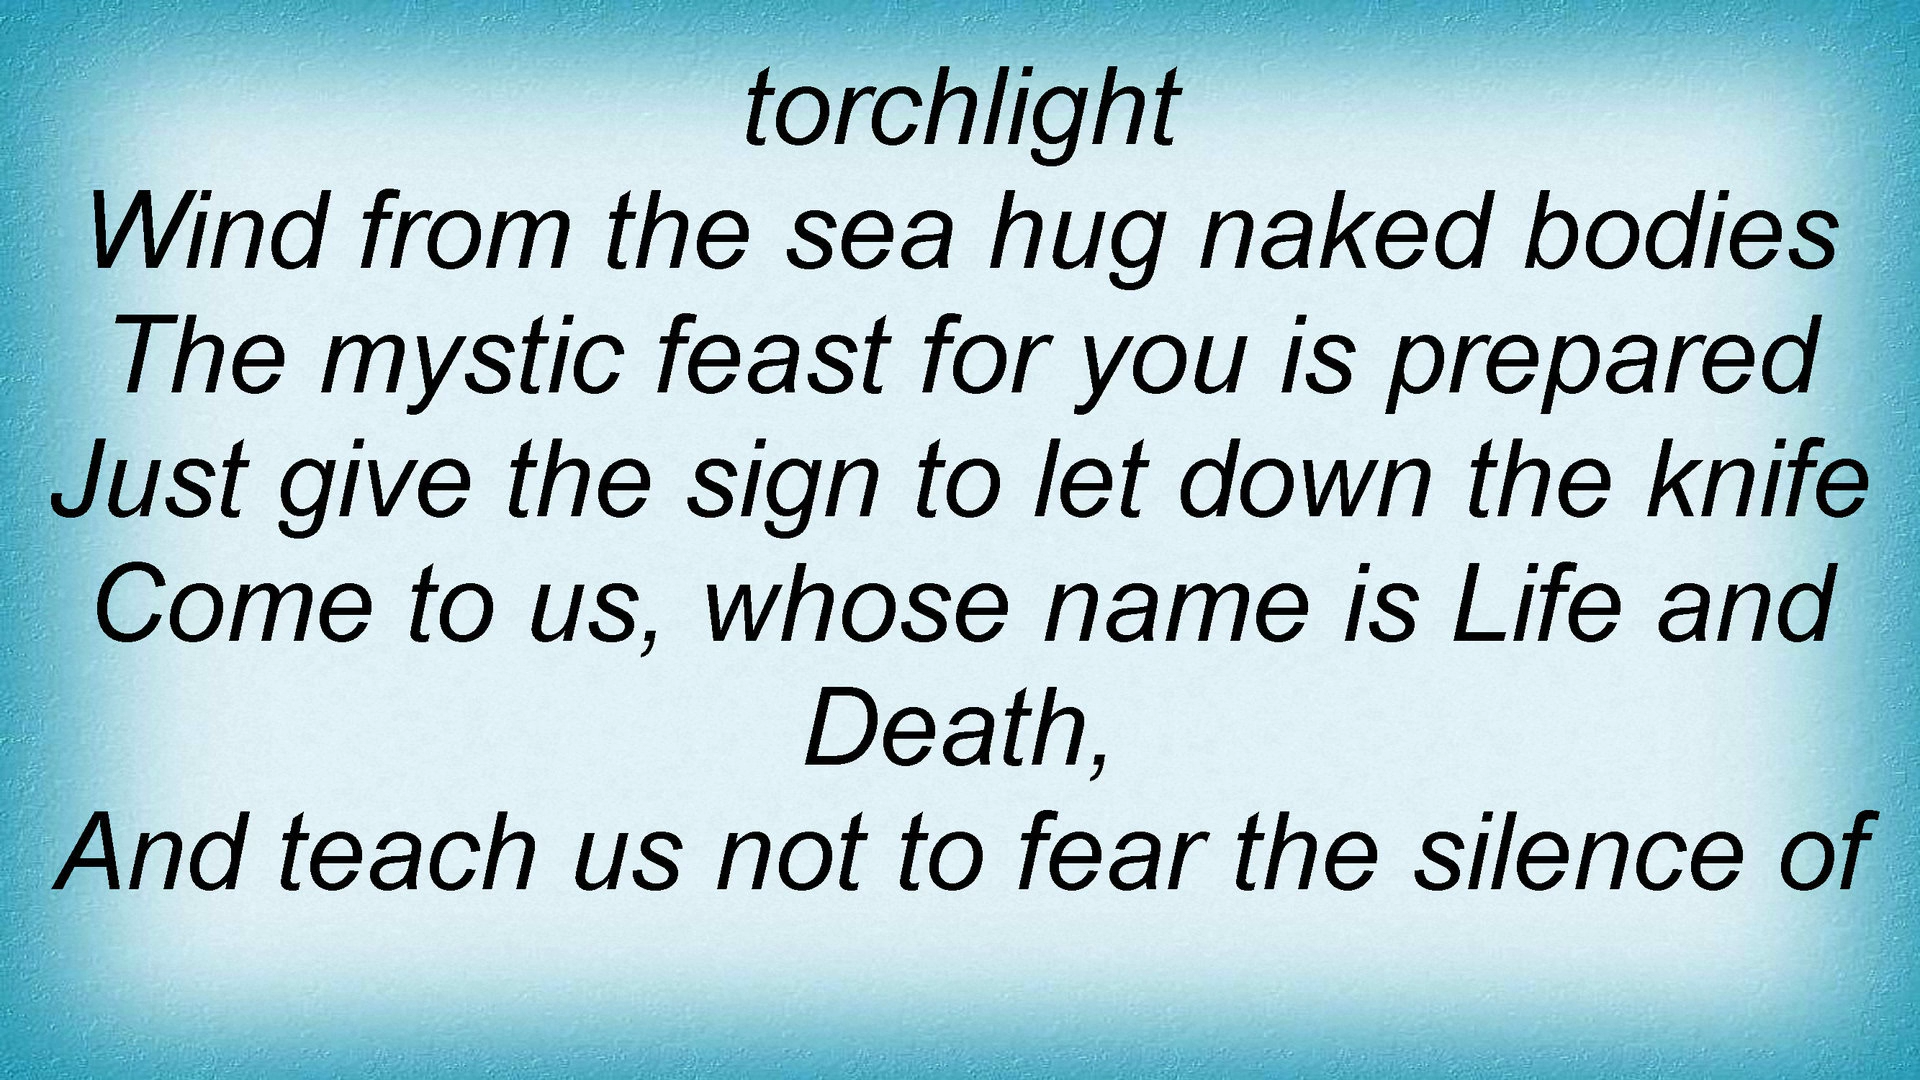 torchlight
Wind from the sea hug naked bodies
The mystic feast for you is prepared
Just give the sign to let down the knife
Come to us, whose name is Life and
Death,
And teach us not to fear the silence of